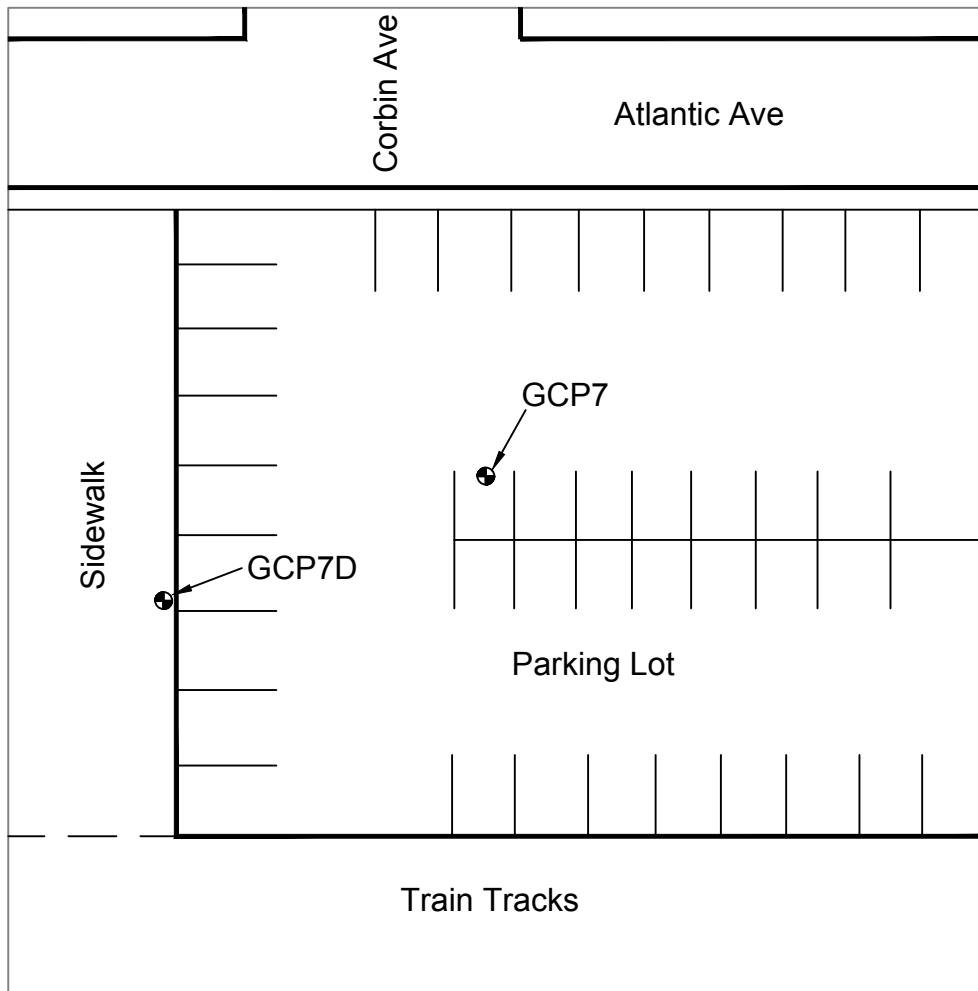 Corbin Ave
Atlantic Ave
GCP7
Sidewalk
GCP7D
Parking Lot
Train Tracks